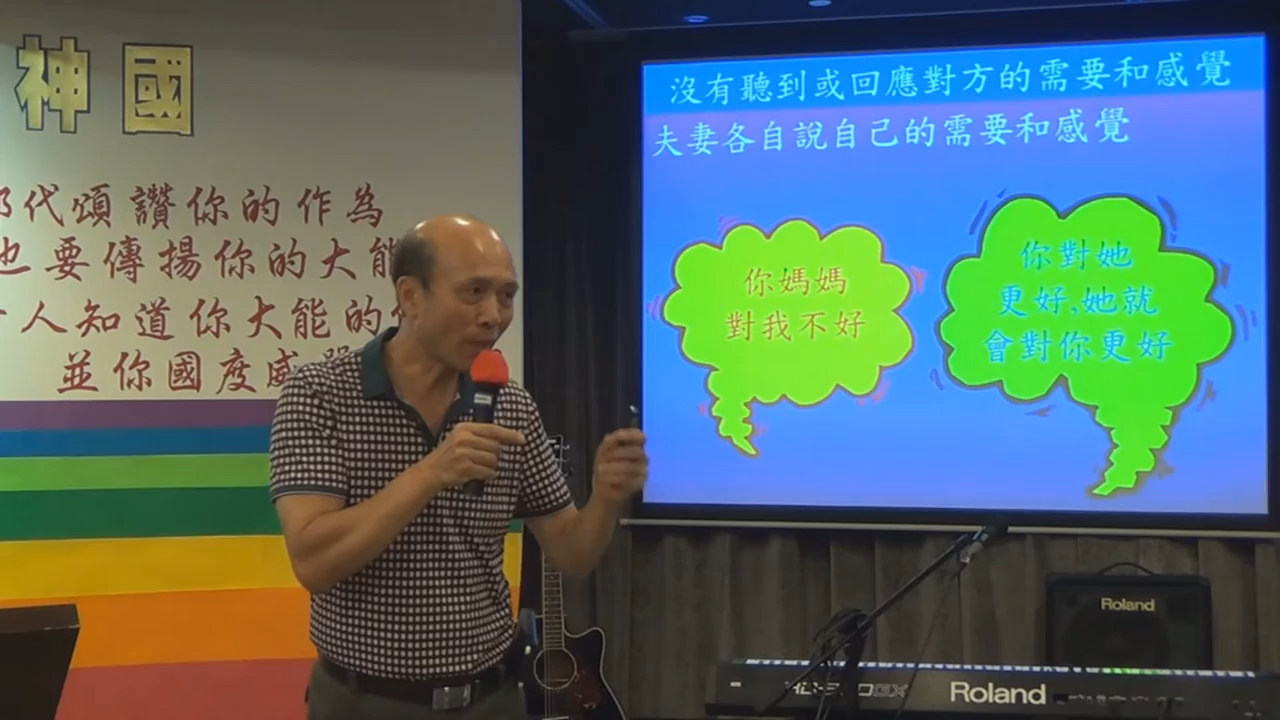 神國
代頌讚你的作為
也要傳揚你的大能
人知道你大能的
並你國度威
沒有聽到或回應對方的需要和感覺
夫妻各自說自己的需要和感覺
你媽媽
對我不好
你對她
更好,她就
會對你更好
Roland
Roland